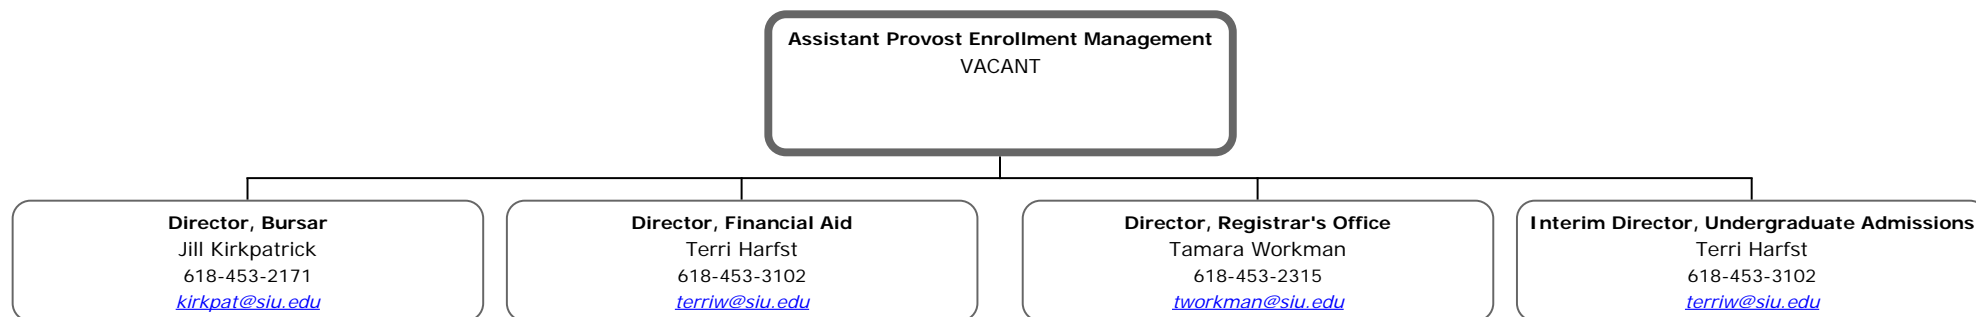 Assistant Provost Enrollment Management
VACANT
Director, Bursar
Jill Kirkpatrick
618-453-2171
kirkpat@siu.edu
Director, Financial Aid
Terri Harfst
618-453-3102
terriw@siu.edu
Director, Registrar's Office
Tamara Workman
618-453-2315
tworkman@siu.edu
Interim Director, Undergraduate Admissions
Terri Harfst
618-453-3102
terriw@siu.edu